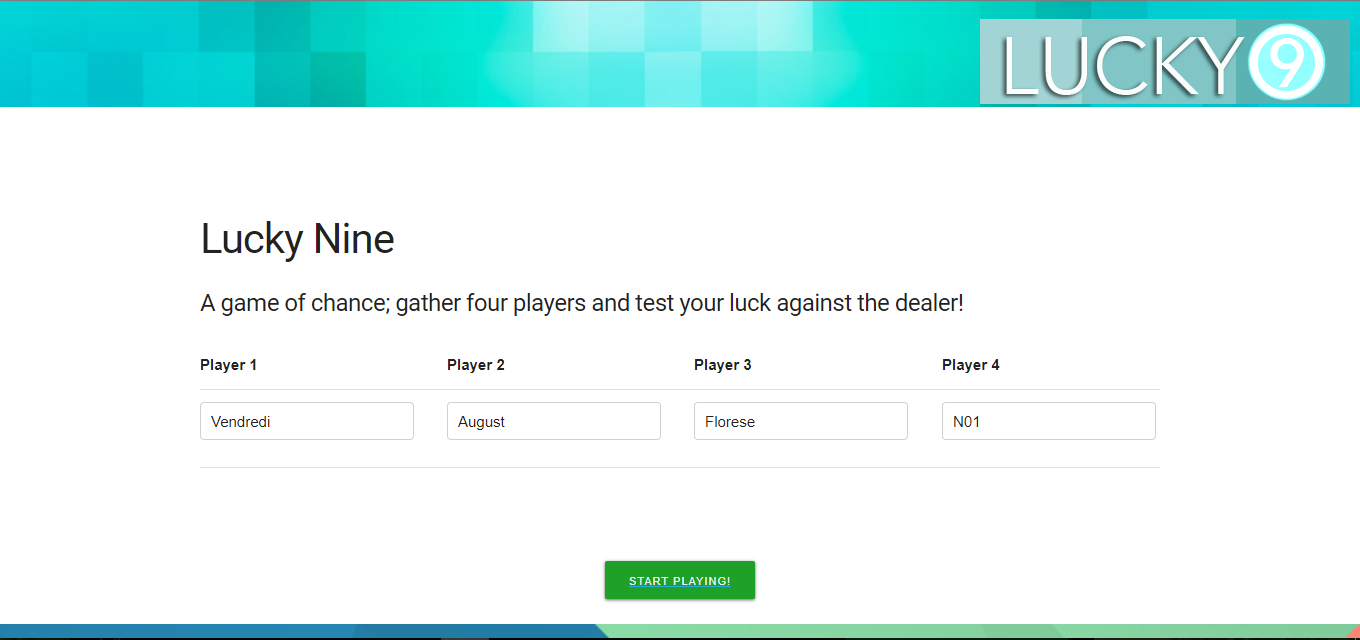 LUCKY 9
Lucky Nine
A game of chance; gather four players and test your luck against the dealer!
Player 1 Player 2 Player 3 Player 4
Vendredi August Florese N01
START PLAYING!